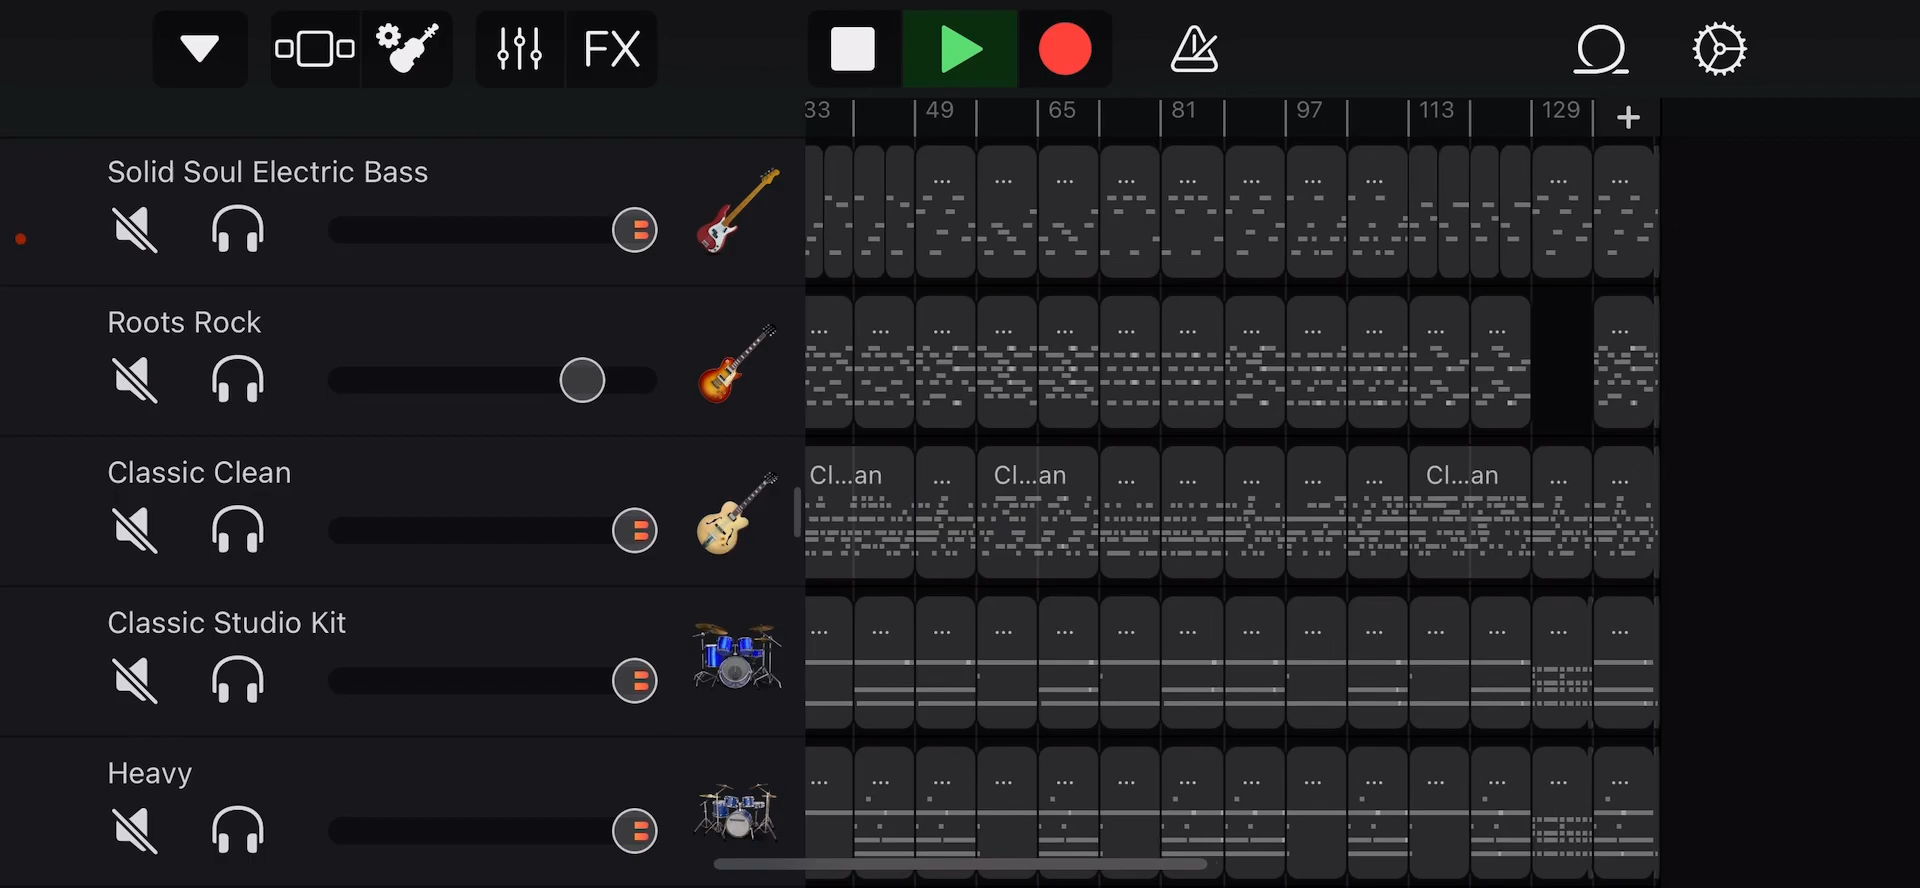 FX
33 49 65 81 97 113 129 +
Solid Soul Electric Bass
... ... ... ... ... ... ... ... ... ...
Roots Rock
... ... ... ... ... ... ... ... ... ... ... ... ...
Classic Clean
Cl...an ... Cl...an ... ... ... ... ... Cl...an ... ...
Classic Studio Kit
... ... ... ... ... ... ... ... ... ... ... ... ... ...
Heavy
... ... ... ... ... ... ... ... ... ... ... ... ... ...